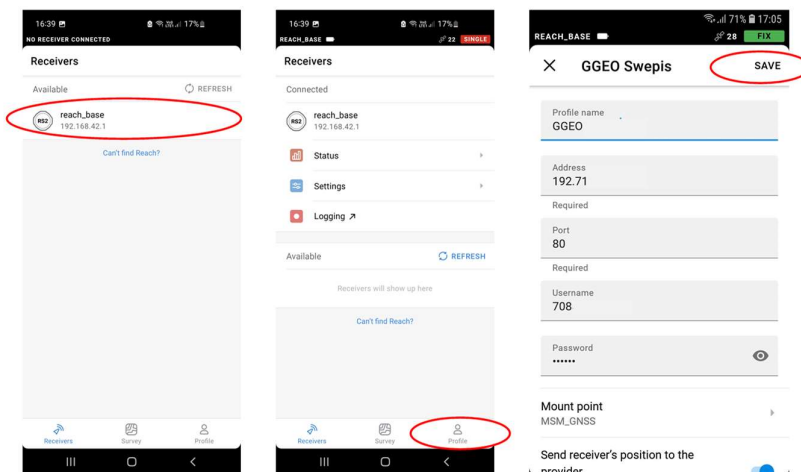 16:39
17%
NO RECEIVER CONNECTED
Receivers
Available
REFRESH
RS2
reach_base
192.168.42.1
Can't find Reach?
Receivers
Survey
Profile
16:39
17%
REACH_BASE
22
SINGLE
Receivers
Connected
RS2
reach_base
192.168.42.1
Status
Settings
Logging
Available
REFRESH
Receivers will show up here
Can't find Reach?
Receivers
Survey
Profile
71%
17:05
REACH_BASE
28
FIX
GGEO Swepis
SAVE
Profile name
GGEO
Address
192.71
Required
Port
80
Required
Username
708
Password
••••••
Mount point
MSM_GNSS
Send receiver's position to the
provider